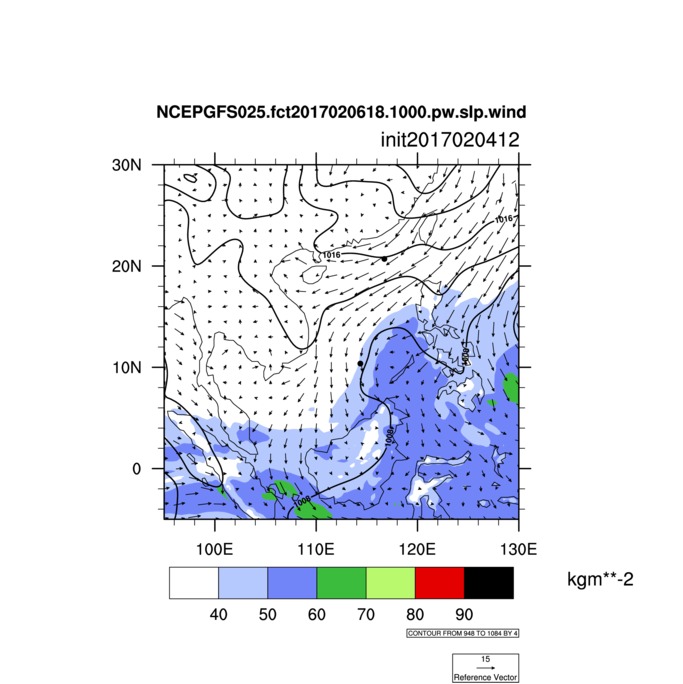 NCEPGFS025.fct2017020618.1000.pw.slp.wind
init2017020412
30N
1016
1016
20N
10N
1008
1008
0
1008
100E 110E 120E 130E
kgm**-2
40 50 60 70 80 90
CONTOUR FROM 948 TO 1084 BY 4
15
Reference Vector